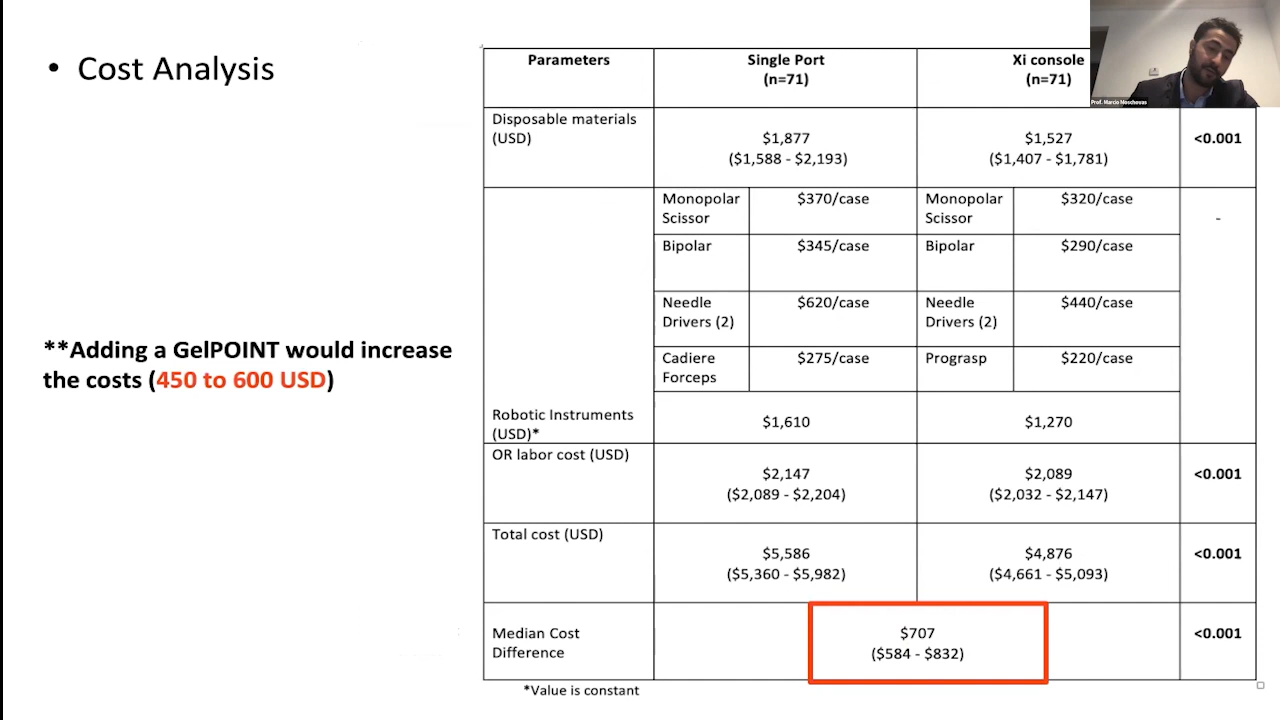 • Cost Analysis
**Adding a GelPOINT would increase
the costs (450 to 600 USD)
Parameters
Single Port
(n=71)
Xi console
(n=71)
Prof. Marcio Moschovas
Disposable materials
(USD)
$1,877
($1,588 - $2,193)
$1,527
($1,407 - $1,781)
<0.001
Monopolar
Scissor
$370/case
Monopolar
Scissor
$320/case
-
Bipolar
$345/case
Bipolar
$290/case
Needle
Drivers (2)
$620/case
Needle
Drivers (2)
$440/case
Cadiere
Forceps
$275/case
Prograsp
$220/case
Robotic Instruments
(USD)*
$1,610
$1,270
OR labor cost (USD)
$2,147
($2,089 - $2,204)
$2,089
($2,032 - $2,147)
<0.001
Total cost (USD)
$5,586
($5,360 - $5,982)
$4,876
($4,661 - $5,093)
<0.001
Median Cost
Difference
$707
($584 - $832)
<0.001
*Value is constant